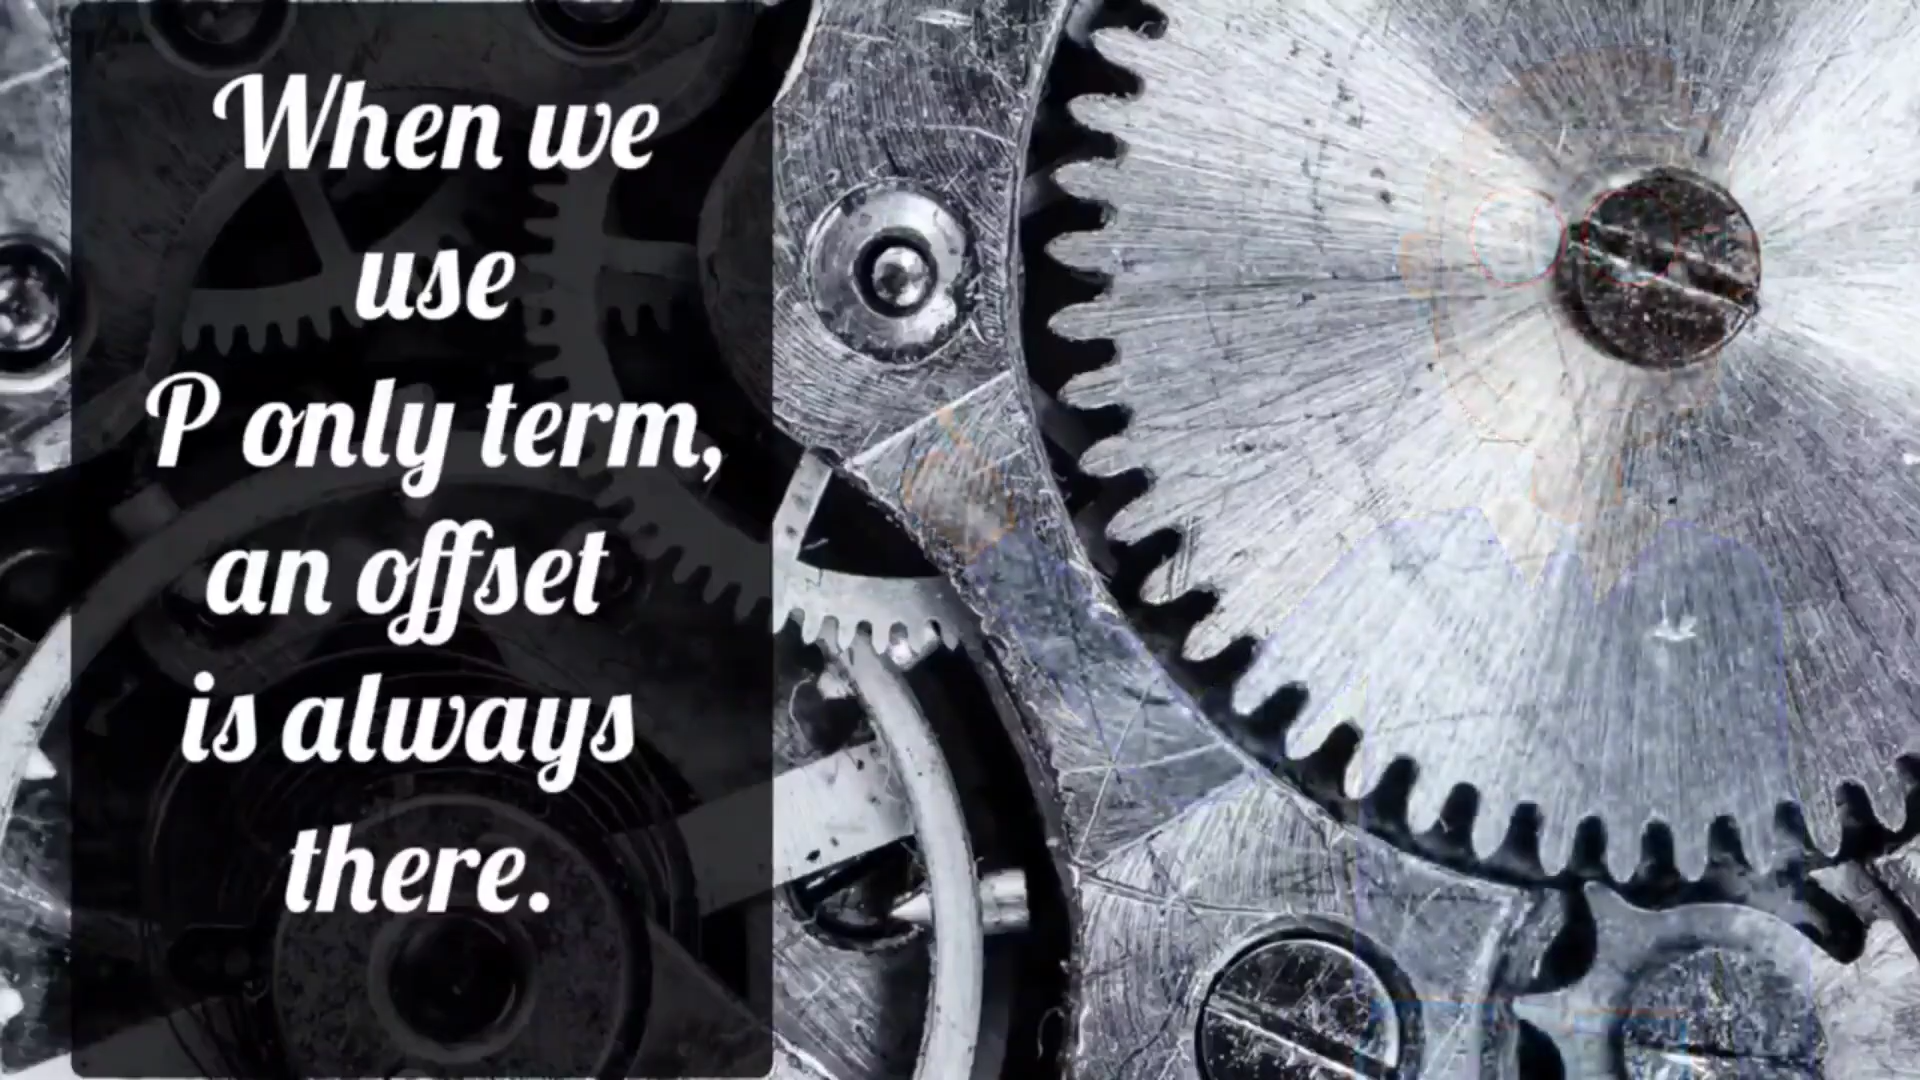 When we
use
P only term,
an offset
is always
there.